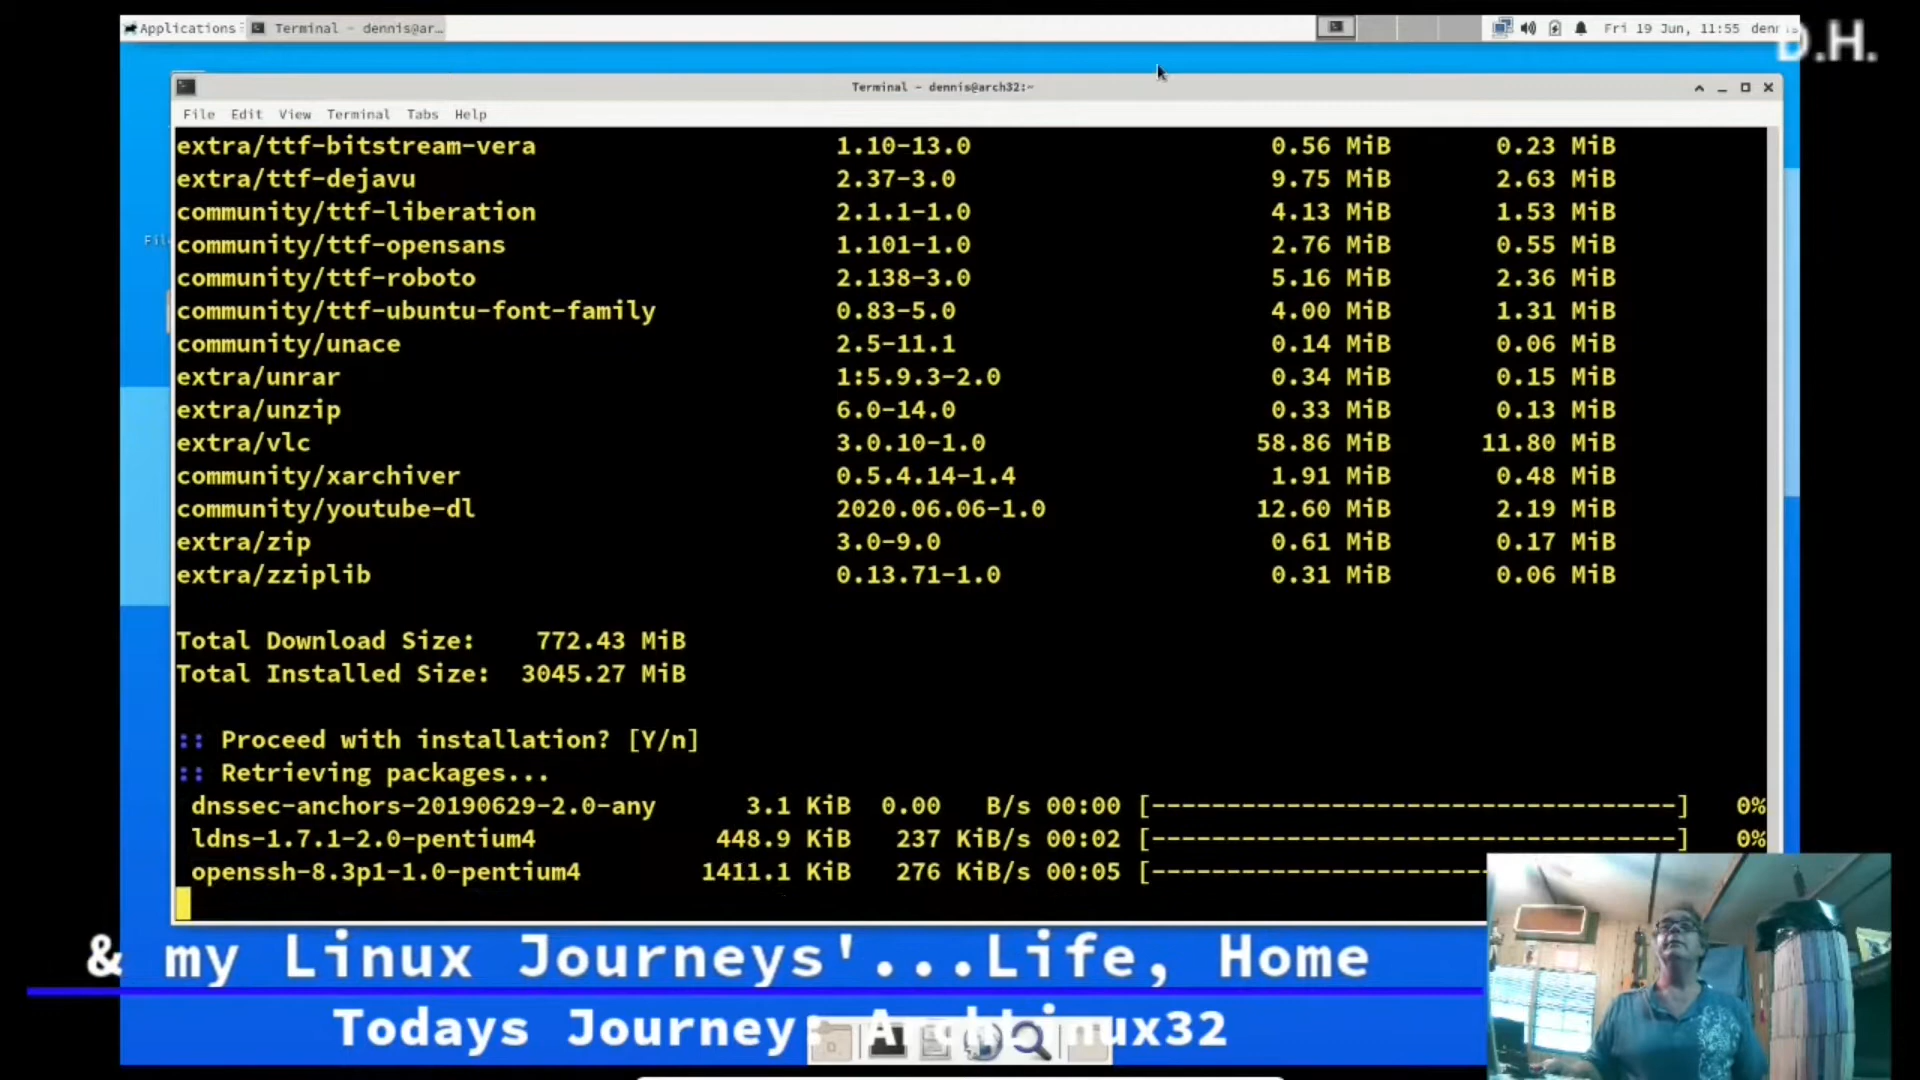 Applications Terminal - dennis@ar… Fri 19 Jun, 11:55
D.H.
Terminal - dennis@arch32:~
File Edit View Terminal Tabs Help
extra/ttf-bitstream-vera 1.10-13.0 0.56 MiB 0.23 MiB
extra/ttf-dejavu 2.37-3.0 9.75 MiB 2.63 MiB
community/ttf-liberation 2.1.1-1.0 4.13 MiB 1.53 MiB
community/ttf-opensans 1.101-1.0 2.76 MiB 0.55 MiB
community/ttf-roboto 2.138-3.0 5.16 MiB 2.36 MiB
community/ttf-ubuntu-font-family 0.83-5.0 4.00 MiB 1.31 MiB
community/unace 2.5-11.1 0.14 MiB 0.06 MiB
extra/unrar 1:5.9.3-2.0 0.34 MiB 0.15 MiB
extra/unzip 6.0-14.0 0.33 MiB 0.13 MiB
extra/vlc 3.0.10-1.0 58.86 MiB 11.80 MiB
community/xarchiver 0.5.4.14-1.4 1.91 MiB 0.48 MiB
community/youtube-dl 2020.06.06-1.0 12.60 MiB 2.19 MiB
extra/zip 3.0-9.0 0.61 MiB 0.17 MiB
extra/zziplib 0.13.71-1.0 0.31 MiB 0.06 MiB
Total Download Size: 772.43 MiB
Total Installed Size: 3045.27 MiB
:: Proceed with installation? [Y/n]
:: Retrieving packages...
dnssec-anchors-20190629-2.0-any 3.1 KiB 0.00 B/s 00:00 [-----------------------------------] 0%
ldns-1.7.1-2.0-pentium4 448.9 KiB 237 KiB/s 00:02 [-----------------------------------] 0%
openssh-8.3p1-1.0-pentium4 1411.1 KiB 276 KiB/s 00:05 [----------------------
& my Linux Journeys'...Life, Home
Todays Journey: ArchLinux32